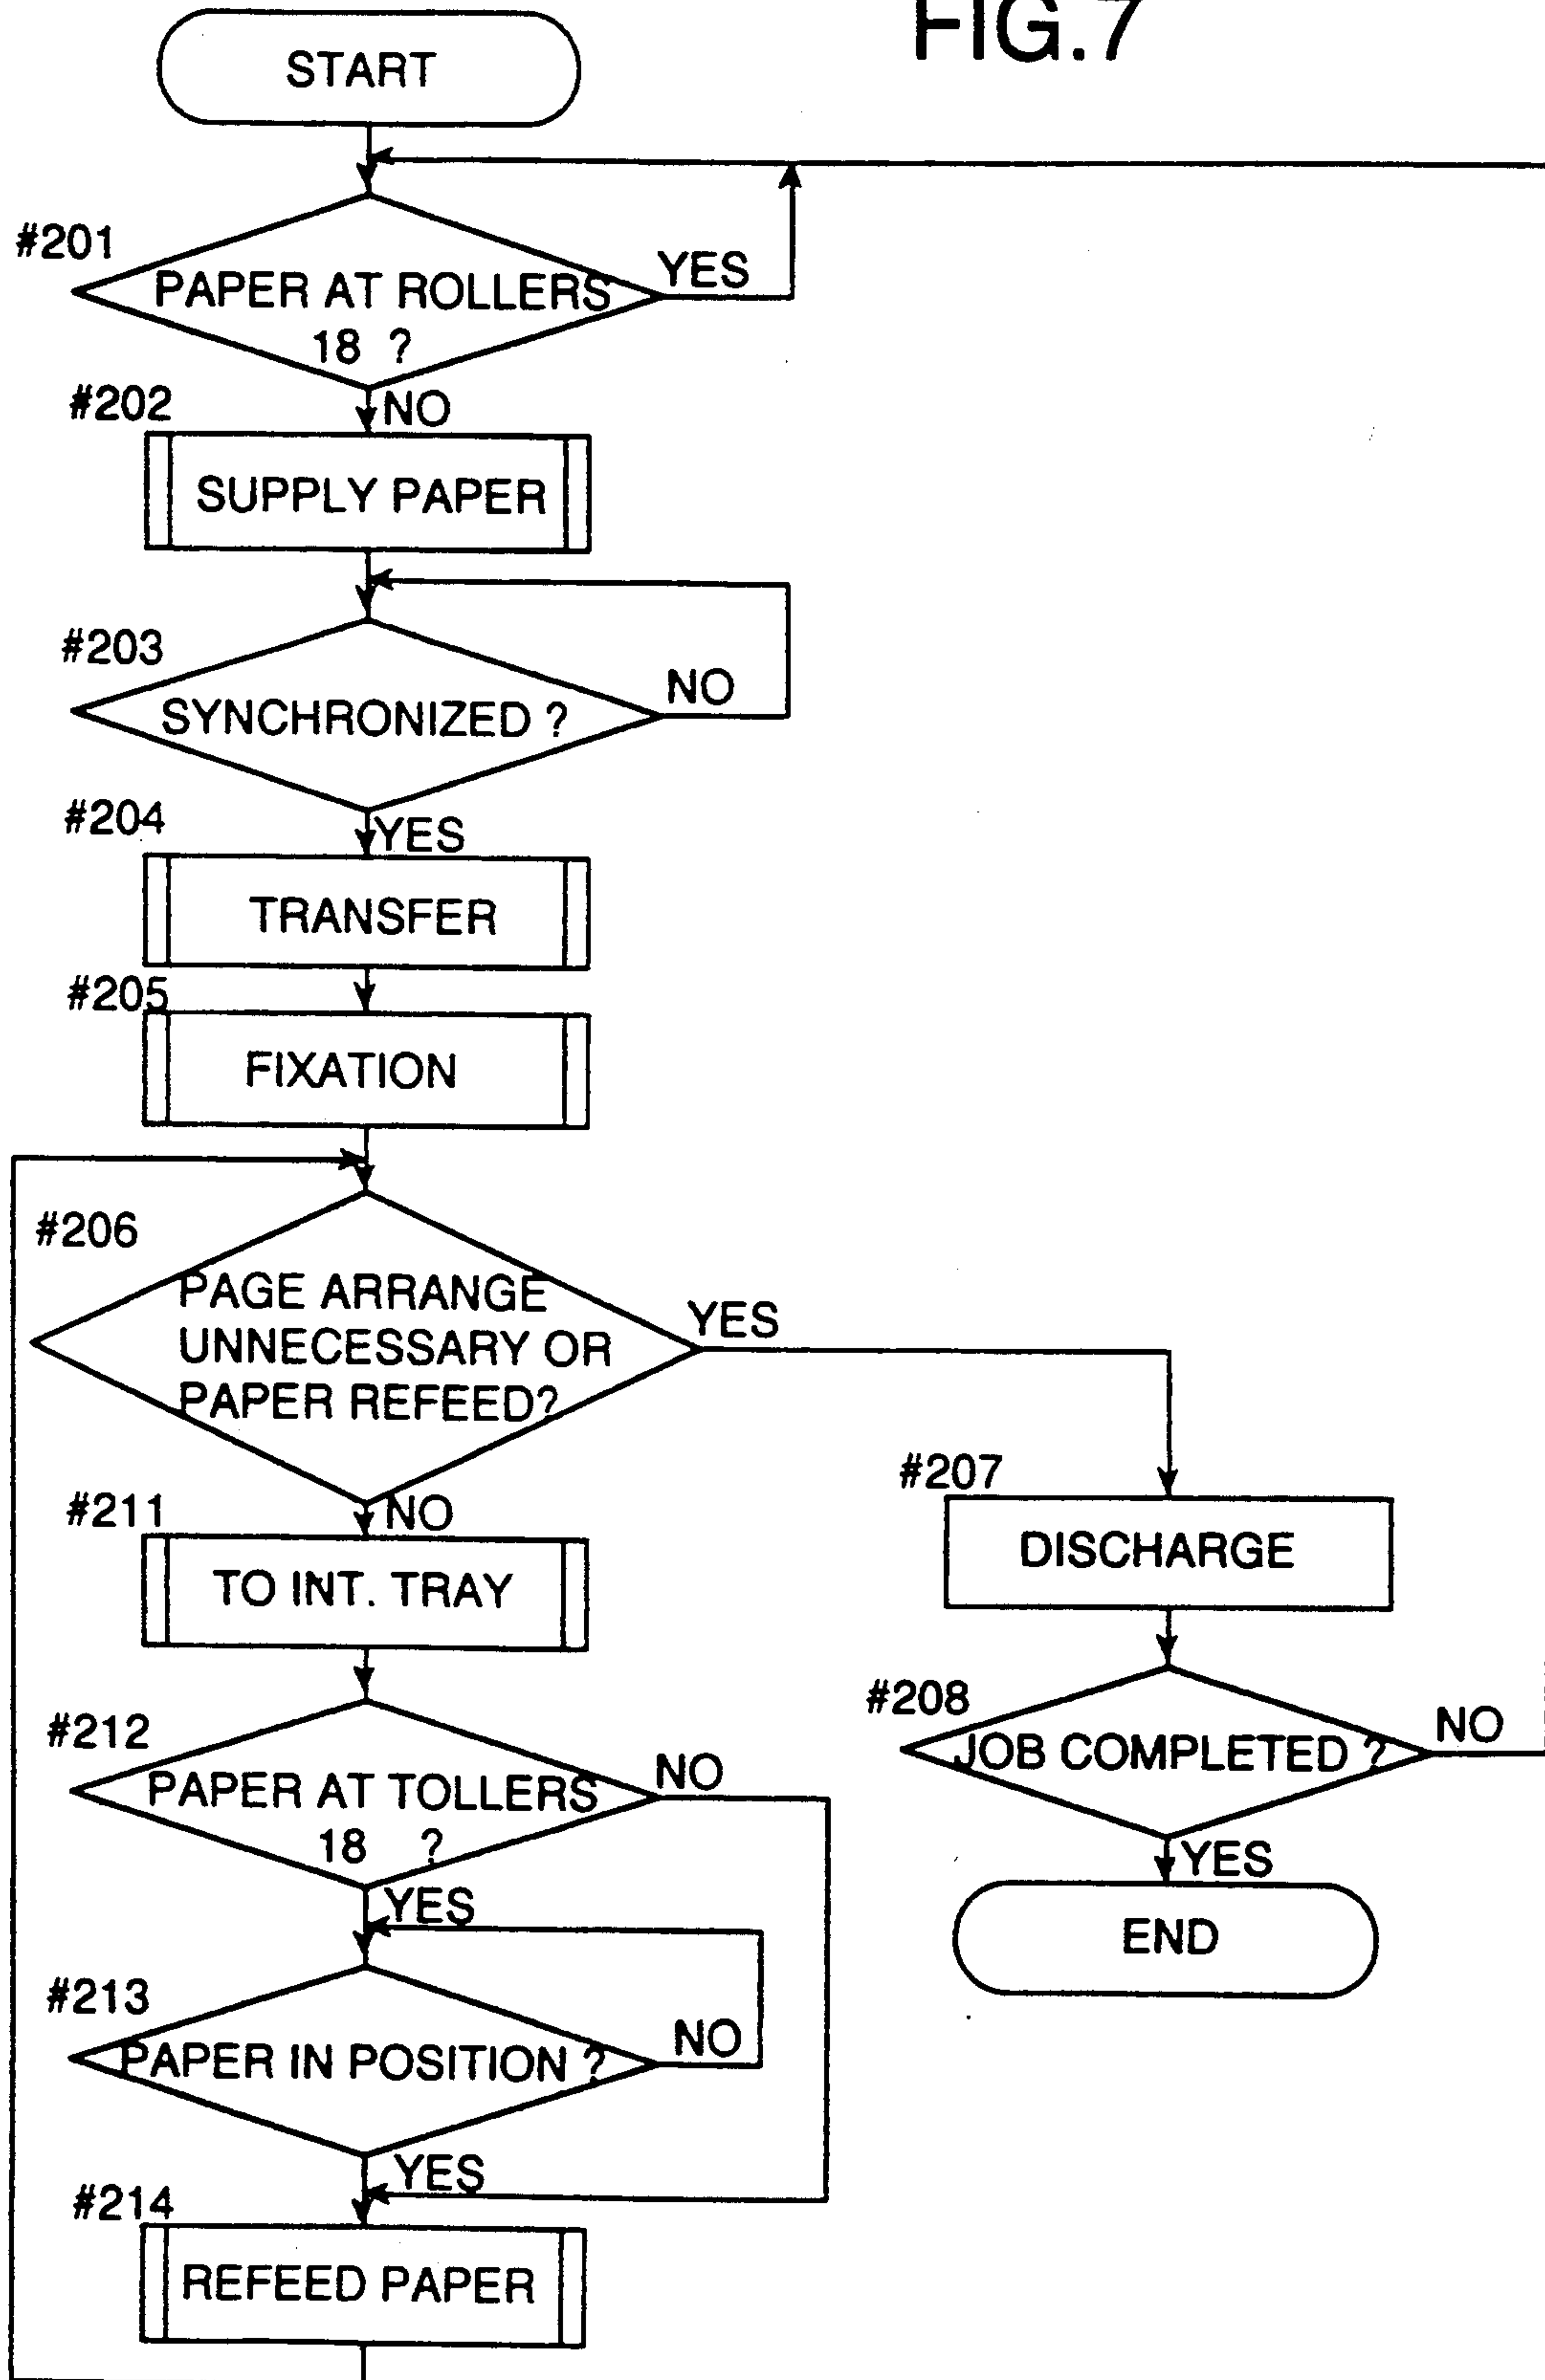 FIG.7
START
#201
PAPER AT ROLLERS
18 ?
YES
NO
#202
SUPPLY PAPER
#203
SYNCHRONIZED ?
NO
YES
#204
TRANSFER
#205
FIXATION
#206
PAGE ARRANGE
UNNECESSARY OR
PAPER REFEED?
YES
NO
#207
DISCHARGE
#208
JOB COMPLETED ?
NO
YES
END
#211
TO INT. TRAY
#212
PAPER AT TOLLERS
18 ?
NO
YES
#213
PAPER IN POSITION ?
NO
YES
#214
REFEED PAPER